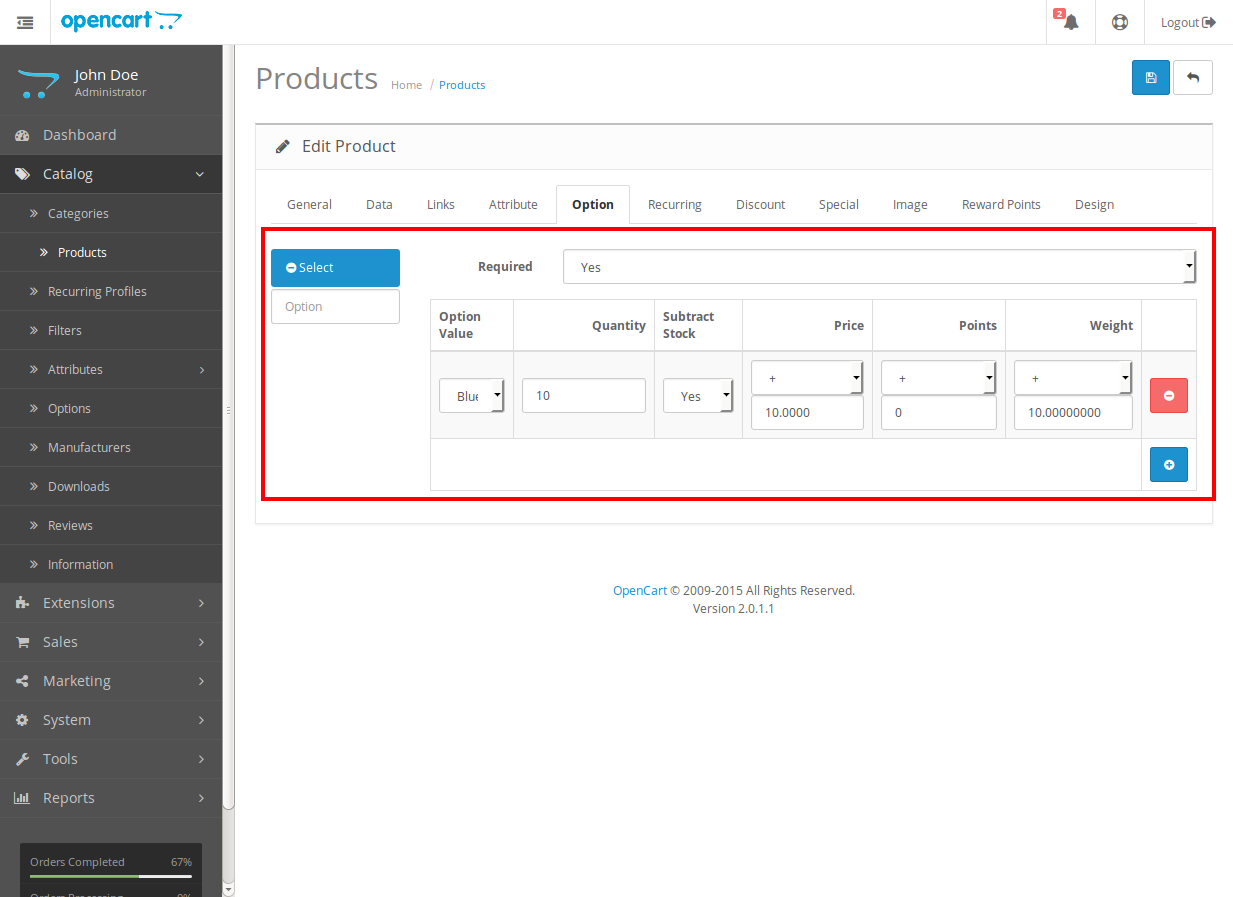 opencart
2
Logout
John Doe
Administrator
Products
Home / Products
Dashboard
Catalog
Categories
Products
Recurring Profiles
Filters
Attributes
Options
Manufacturers
Downloads
Reviews
Information
Extensions
Sales
Marketing
System
Tools
Reports
Orders Completed 67%
Edit Product
General Data Links Attribute Option Recurring Discount Special Image Reward Points Design
Select
Option
Required Yes
Option Value Quantity Subtract Stock Price Points Weight
+ + +
Blue 10 Yes
10.0000 0 10.00000000
OpenCart © 2009-2015 All Rights Reserved.
Version 2.0.1.1